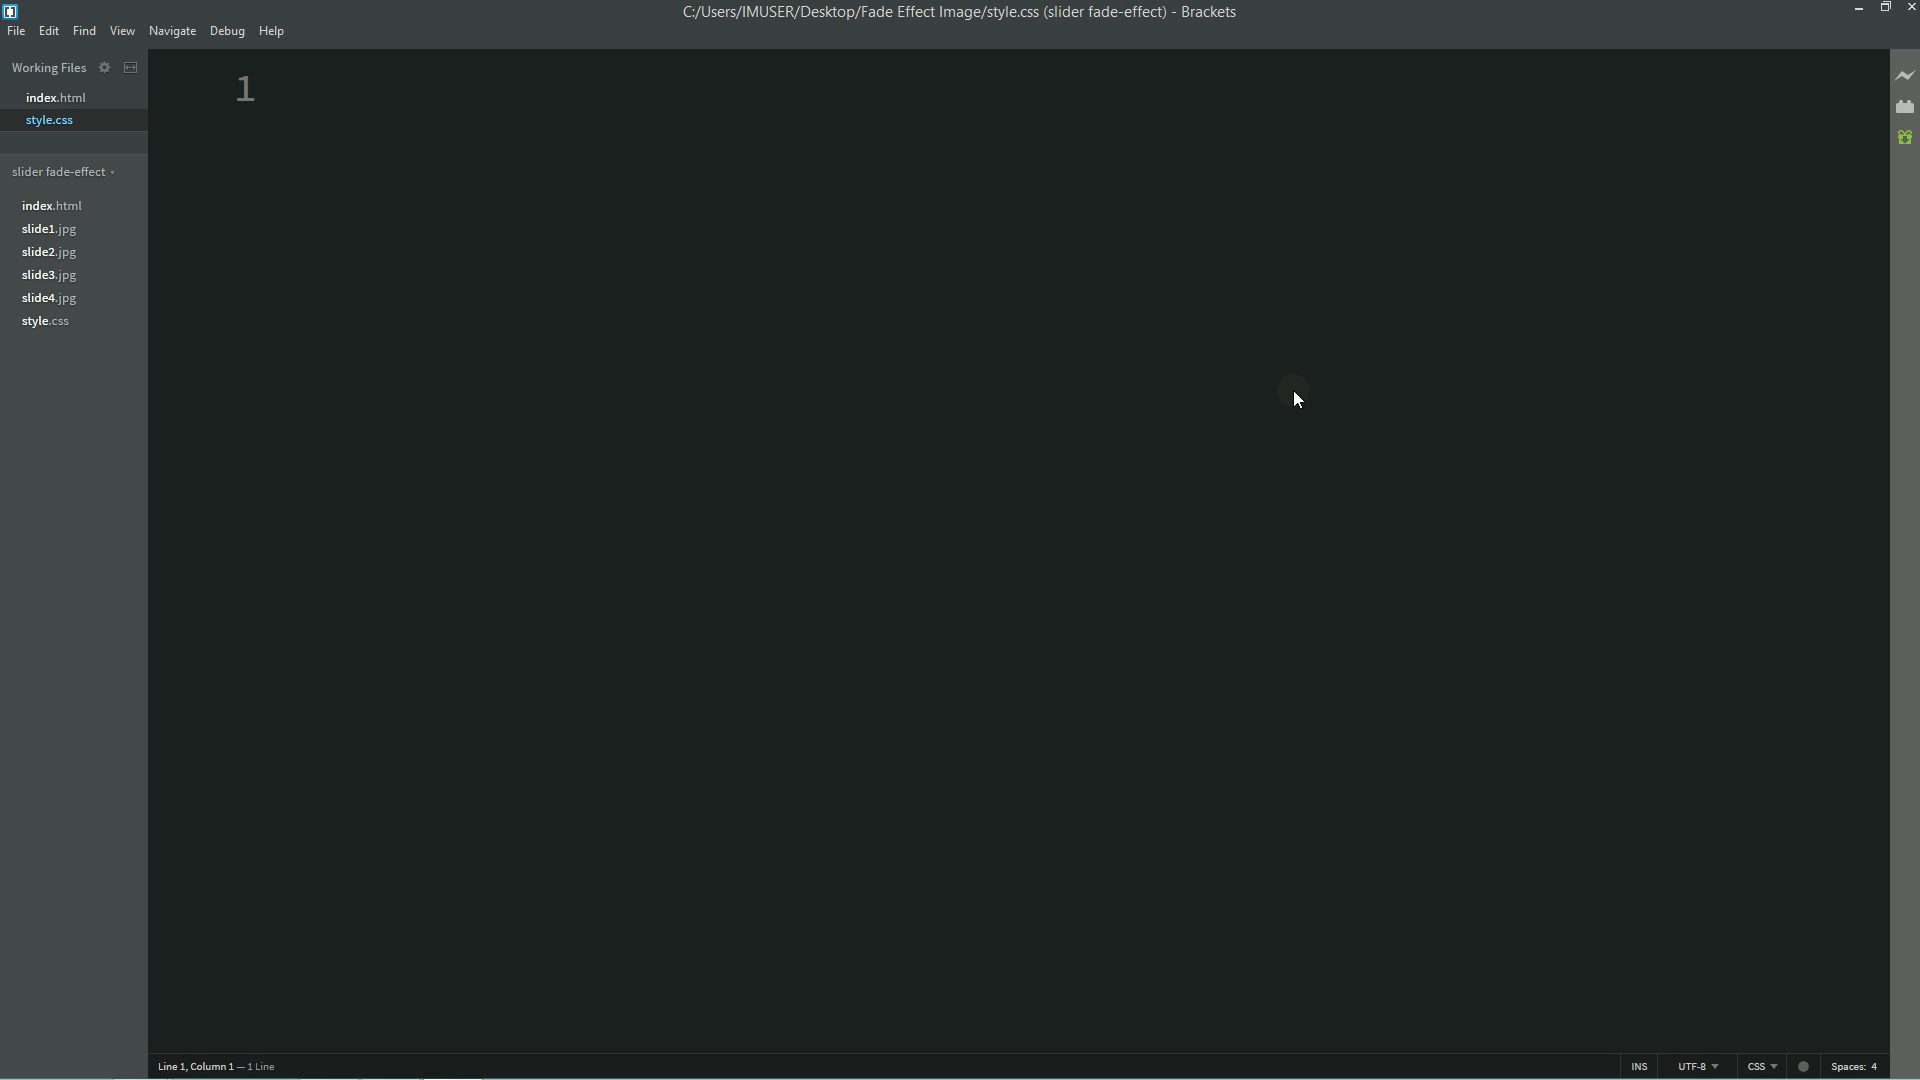 C:/Users/IMUSER/Desktop/Fade Effect Image/style.css (slider fade-effect) - Brackets
File Edit Find View Navigate Debug Help
Working Files
index.html
style.css
slider fade-effect
index.html
slide1.jpg
slide2.jpg
slide3.jpg
slide4.jpg
style.css
1
Line 1, Column 1 — 1 Line
INS UTF-8 CSS Spaces: 4